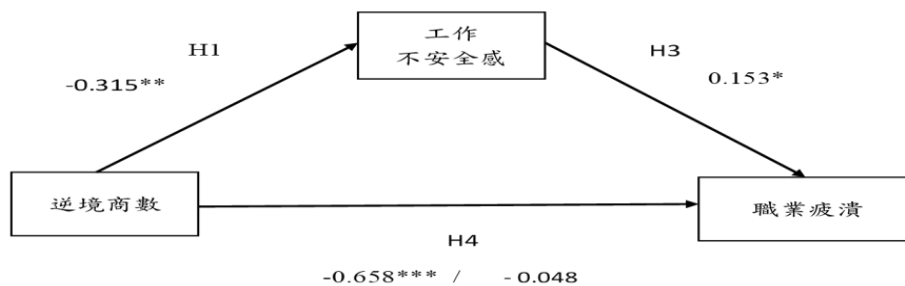 工作
不安全感
H1
-0.315**
H3
0.153*
逆境商數
職業疲潰
H4
-0.658*** / - 0.048